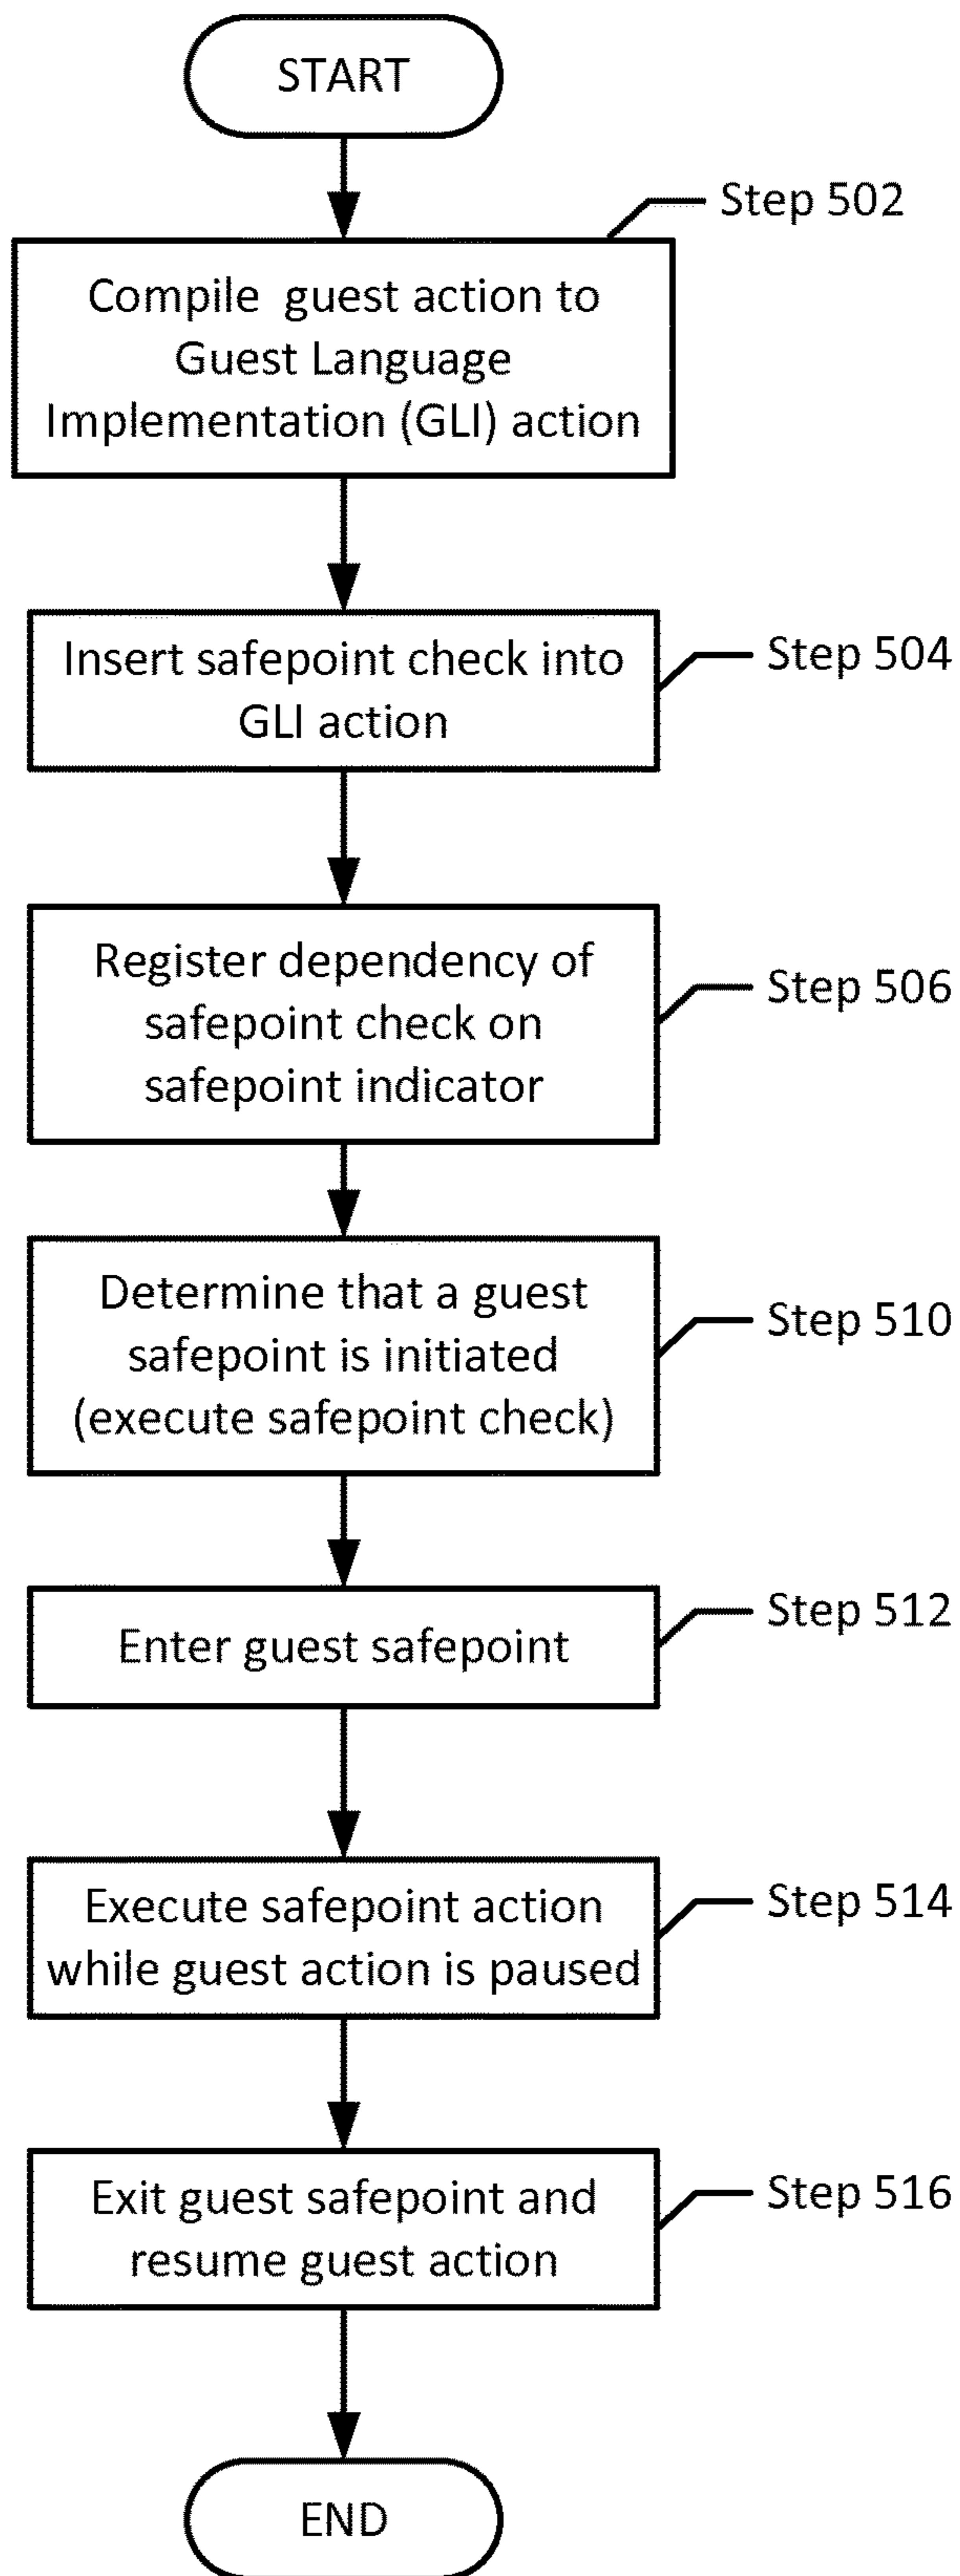 START
Step 502
Compile guest action to
Guest Language
Implementation (GLI) action
Insert safepoint check into
GLI action
Step 504
Register dependency of
safepoint check on
safepoint indicator
Step 506
Determine that a guest
safepoint is initiated
(execute safepoint check)
Step 510
Enter guest safepoint
Step 512
Execute safepoint action
while guest action is paused
Step 514
Exit guest safepoint and
resume guest action
Step 516
END